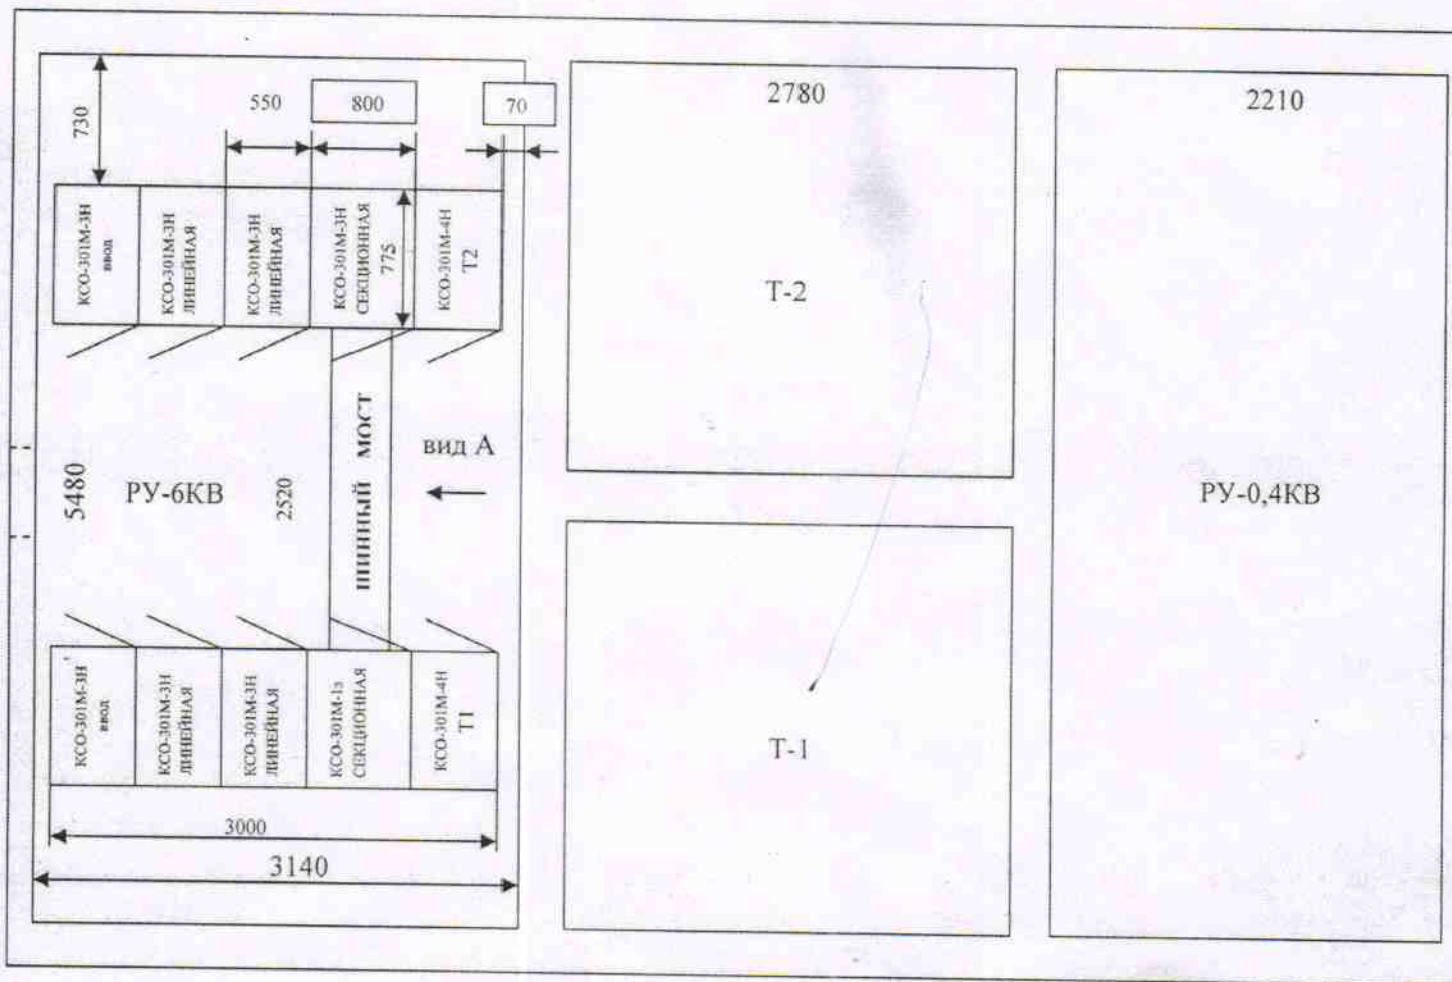 730
550
800
70
2780
2210
КСО-301М-3Н
ввод
КСО-301М-3Н
ЛИНЕЙНАЯ
КСО-301М-3Н
ЛИНЕЙНАЯ
КСО-301М-3Н
СЕКЦИОННАЯ
775
КСО-301М-4Н
Т2
Т-2
5480
РУ-6КВ
2520
ШИННЫЙ МОСТ
вид А
РУ-0,4КВ
КСО-301М-3Н
ввод
КСО-301М-3Н
ЛИНЕЙНАЯ
КСО-301М-3Н
ЛИНЕЙНАЯ
КСО-301М-1з
СЕКЦИОННАЯ
КСО-301М-4Н
Т1
Т-1
3000
3140